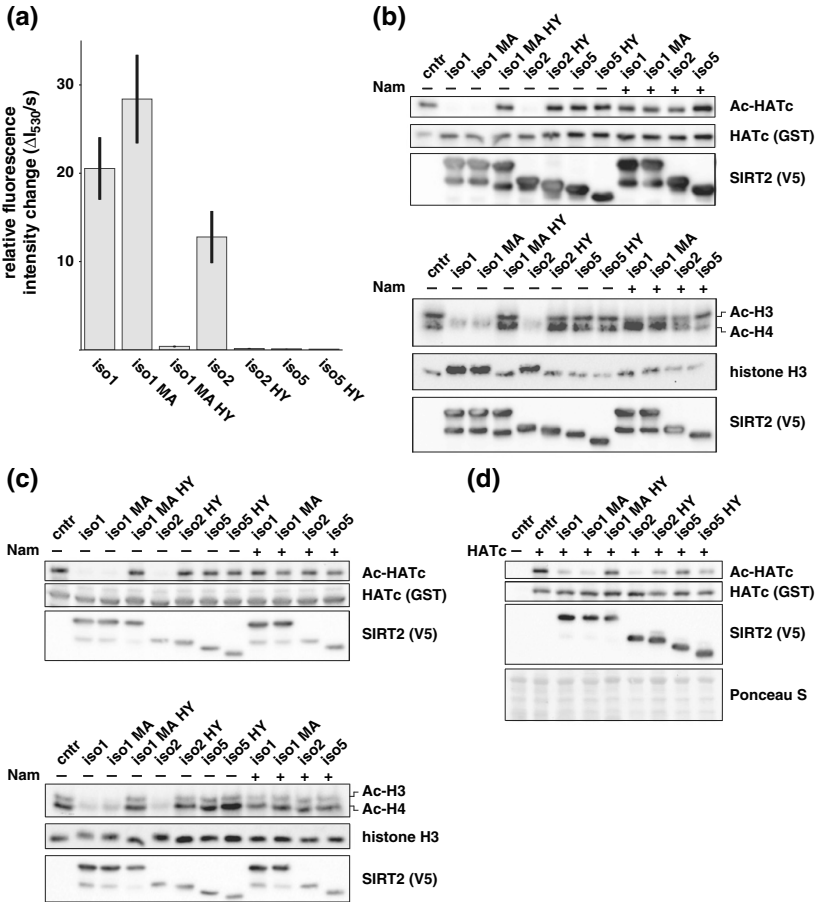 (a)
relative fluorescence
intensity change (ΔI530/s)
30
20
10
iso1
iso1 MA
iso1 MA HY
iso2
iso2 HY
iso5
iso5 HY
(b)
cntr iso1 iso1 MA iso1 MA HY iso2 iso2 HY iso5 iso5 HY iso1 iso1 MA iso2 iso5
Nam – – – – – – – – + + + +
Ac-HATc
HATc (GST)
SIRT2 (V5)
cntr iso1 iso1 MA iso1 MA HY iso2 iso2 HY iso5 iso5 HY iso1 iso1 MA iso2 iso5
Nam – – – – – – – – + + + +
Ac-H3
Ac-H4
histone H3
SIRT2 (V5)
(c)
cntr iso1 iso1 MA iso1 MA HY iso2 iso2 HY iso5 iso5 HY iso1 iso1 MA iso2 iso5
Nam – – – – – – – – + + + +
Ac-HATc
HATc (GST)
SIRT2 (V5)
cntr iso1 iso1 MA iso1 MA HY iso2 iso2 HY iso5 iso5 HY iso1 iso1 MA iso2 iso5
Nam – – – – – – – – + + + +
Ac-H3
Ac-H4
histone H3
SIRT2 (V5)
(d)
cntr cntr iso1 iso1 MA iso1 MA HY iso2 iso2 HY iso5 iso5 HY
HATc – + + + + + + + +
Ac-HATc
HATc (GST)
SIRT2 (V5)
Ponceau S